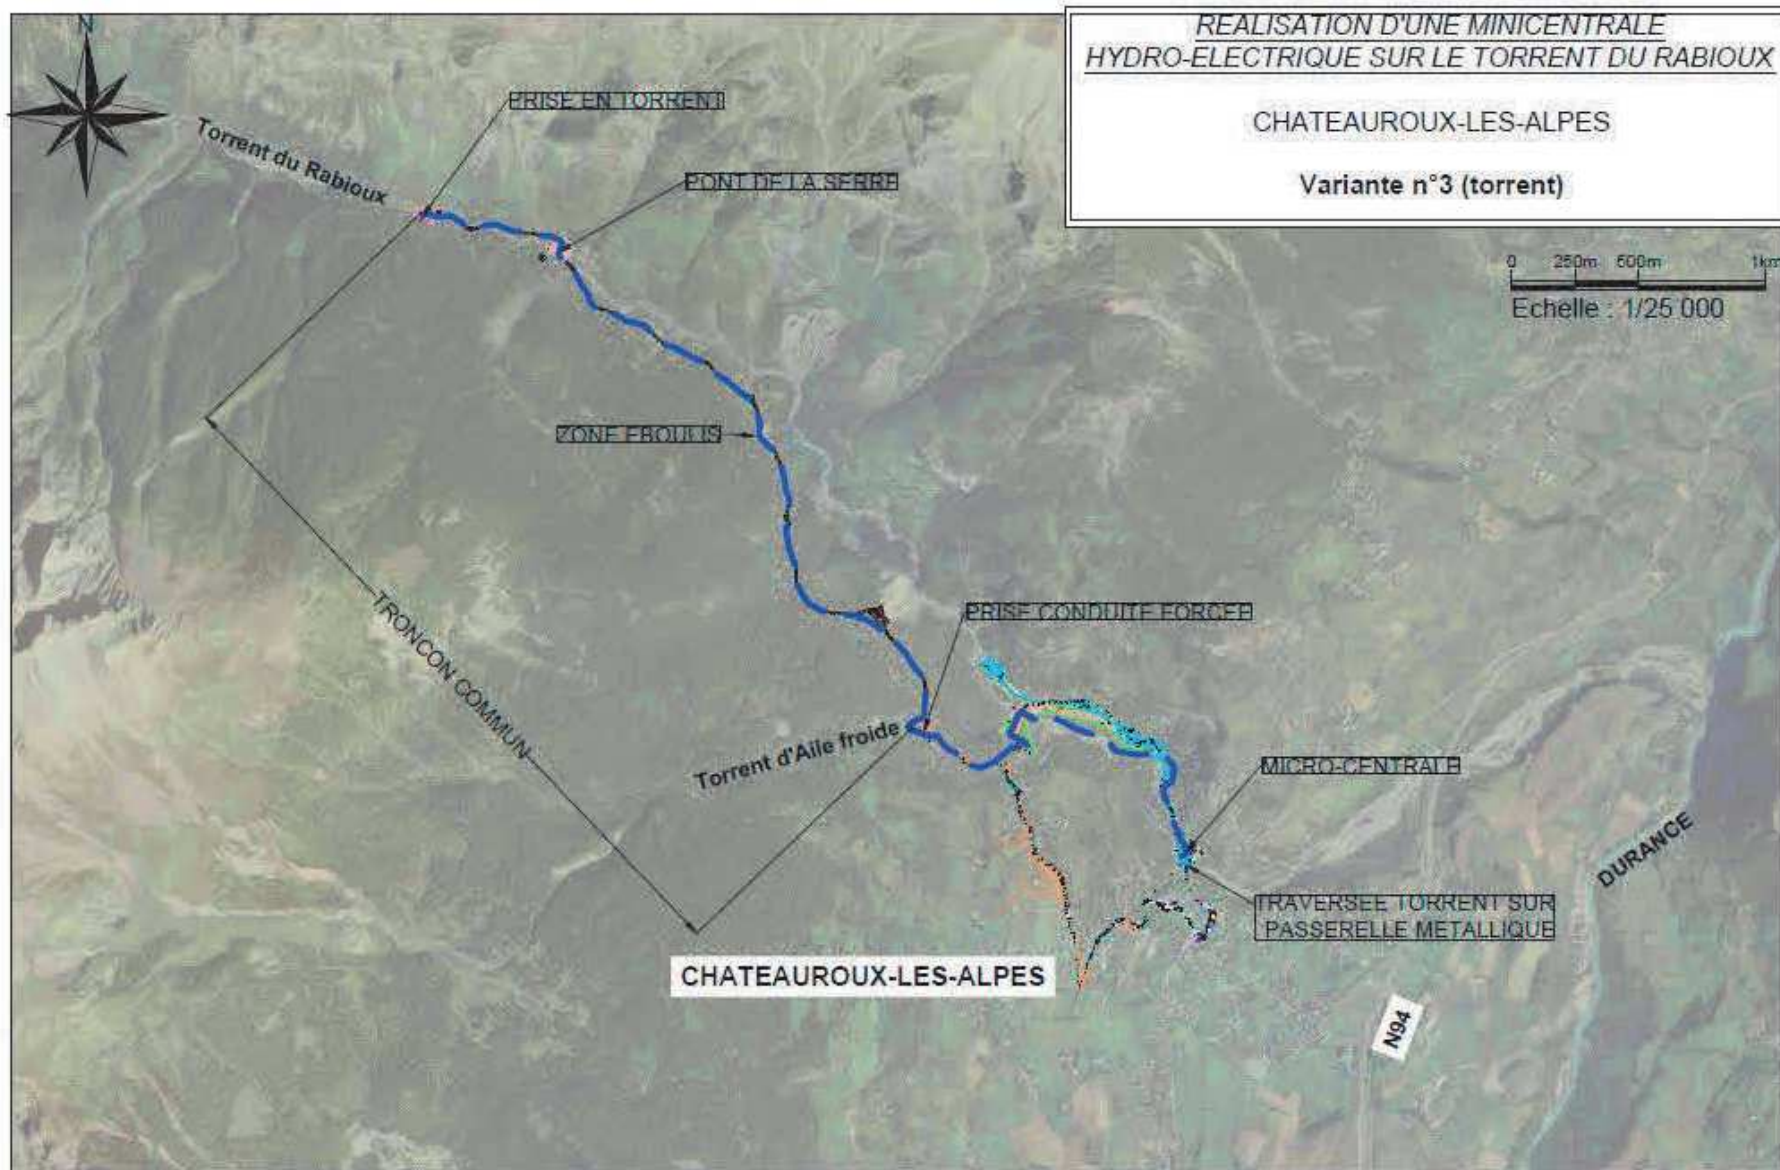 REALISATION D'UNE MINICENTRALE
HYDRO-ELECTRIQUE SUR LE TORRENT DU RABIOUX
CHATEAUROUX-LES-ALPES
Variante n°3 (torrent)
N
PRISE EN TORRENT
Torrent du Rabioux
PONT DE LA SERRE
0 250m 500m 1km
Echelle : 1/25 000
ZONE EBOULIS
TRONCON COMMUN
PRISE CONDUITE FORCEE
Torrent d'Aile froide
MICRO-CENTRALE
DURANCE
TRAVERSEE TORRENT SUR
PASSERELLE METALLIQUE
CHATEAUROUX-LES-ALPES
N94